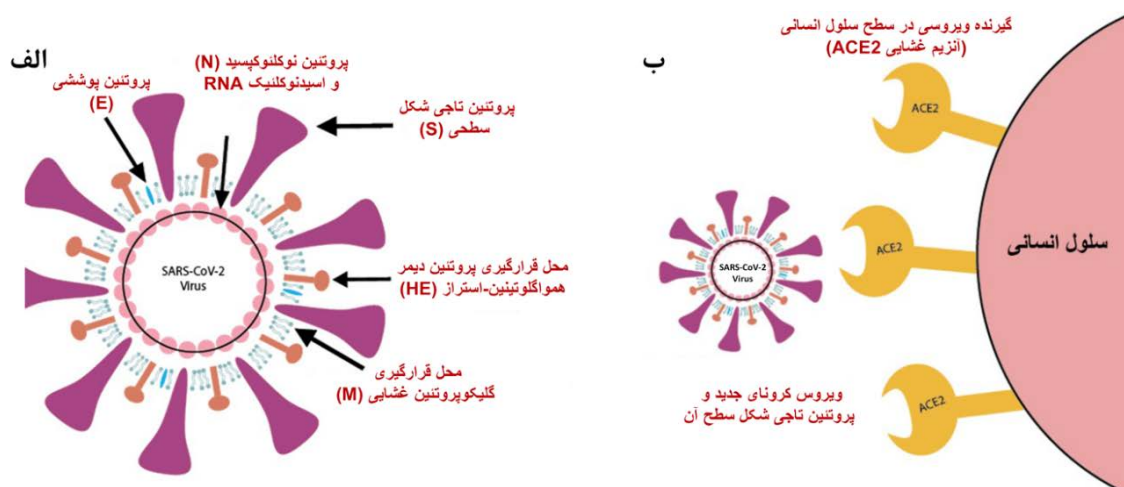 الف
پروتئین نوکلئوکپسید (N)
و اسیدنوکلئیک RNA
پروتئین پوششی
(E)
پروتئین تاجی شکل
سطحی (S)
SARS-CoV-2
Virus
محل قرارگیری پروتئین دیمر
همواگلوتینین-استراز (HE)
محل قرارگیری
گلیکوپروتئین غشایی (M)
ب
گیرنده ویروسی در سطح سلول انسانی
(آنزیم غشایی ACE2)
ACE2
ACE2
ACE2
سلول انسانی
SARS-CoV-2
Virus
ویروس کرونای جدید و
پروتئین تاجی شکل سطح آن